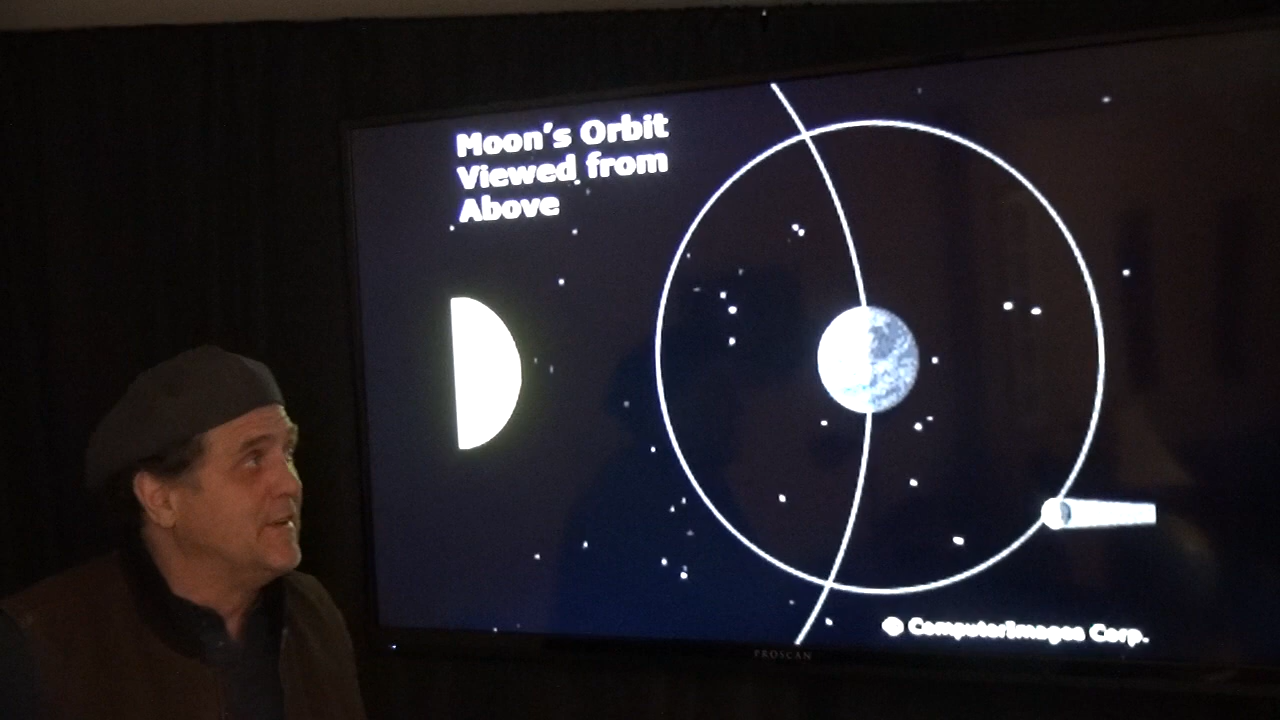 Moon's Orbit
Viewed from
Above
© ComputerImages Corp.
PROSCAN